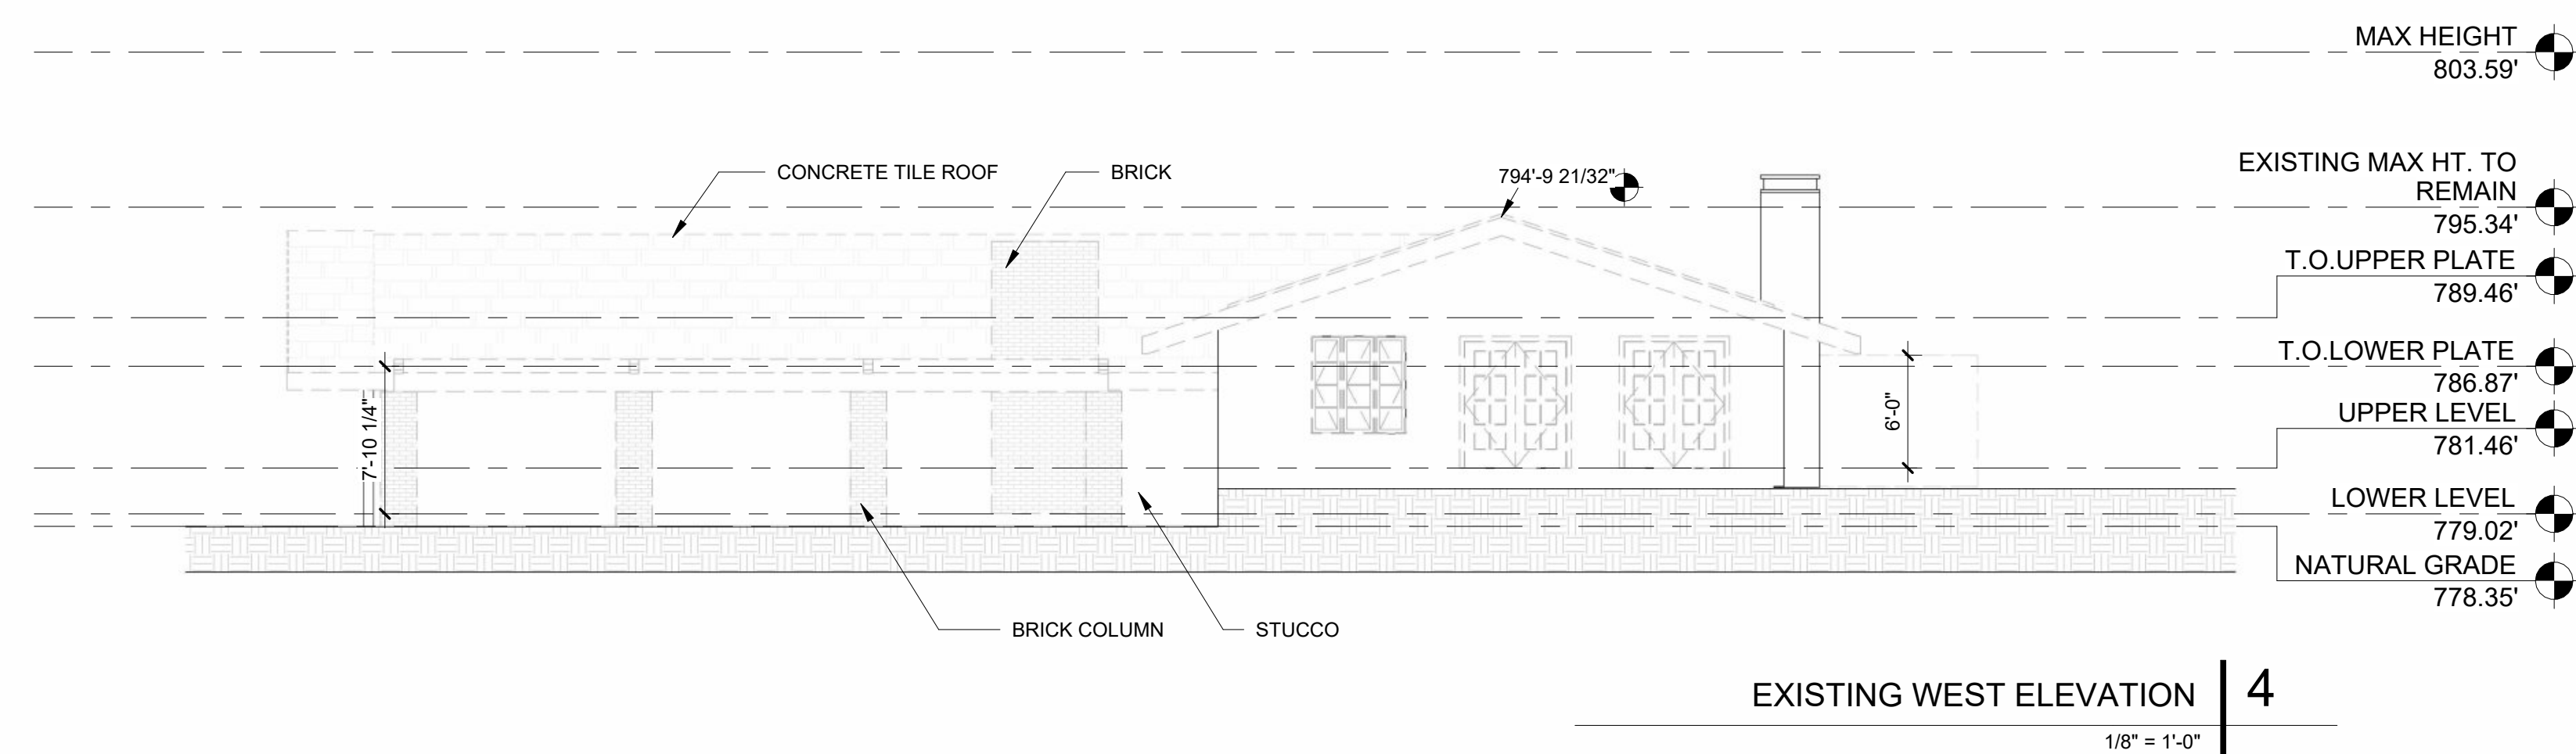 MAX HEIGHT
803.59'
CONCRETE TILE ROOF
BRICK
794'-9 21/32"
EXISTING MAX HT. TO
REMAIN
795.34'
T.O.UPPER PLATE
789.46'
T.O.LOWER PLATE
786.87'
7'-10 1/4"
6'-0"
UPPER LEVEL
781.46'
LOWER LEVEL
779.02'
NATURAL GRADE
778.35'
BRICK COLUMN
STUCCO
EXISTING WEST ELEVATION
4
1/8" = 1'-0"